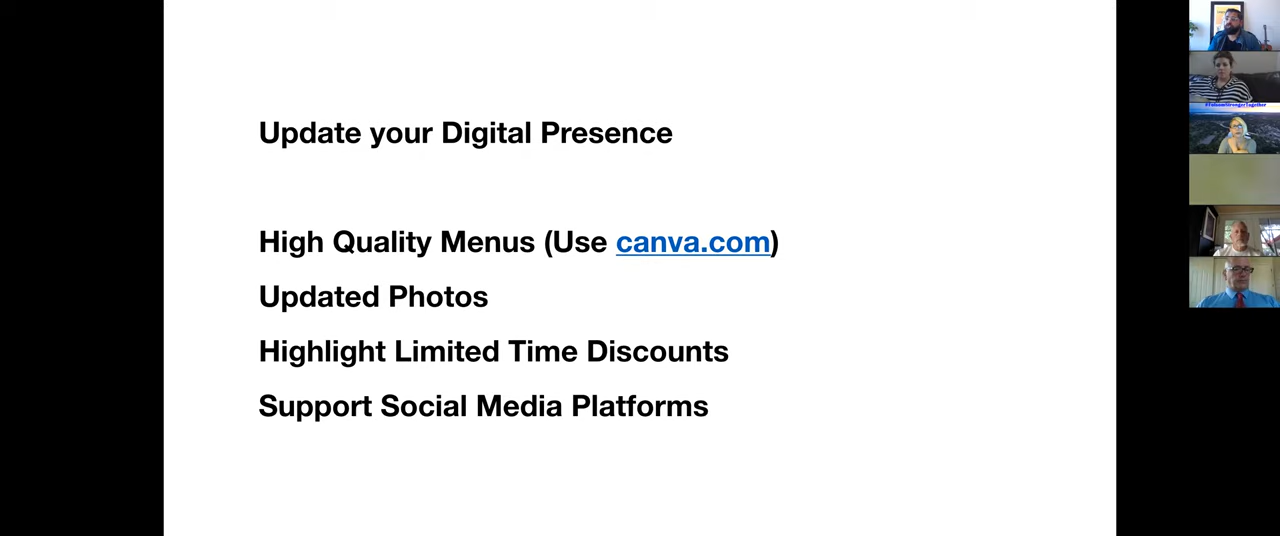 Update your Digital Presence
High Quality Menus (Use canva.com)
Updated Photos
Highlight Limited Time Discounts
Support Social Media Platforms
#FolsomStrongerTogether